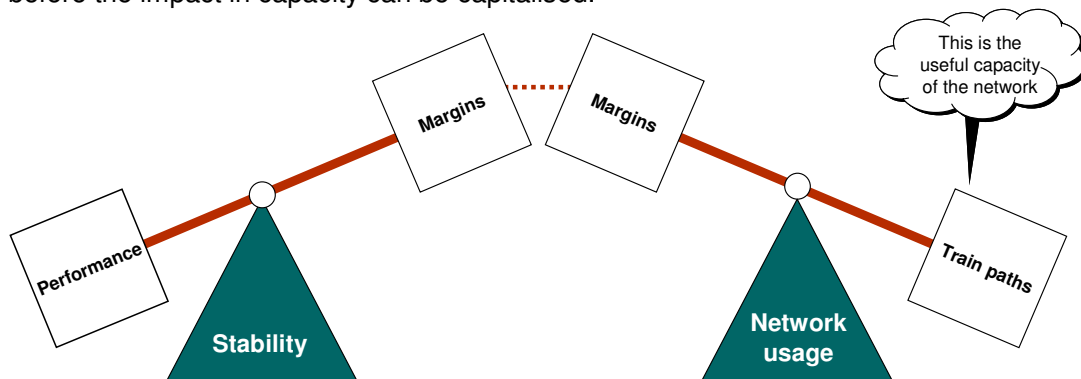 before the impact in capacity can be capitalised.
This is the
useful capacity
of the network
Margins
Margins
Performance
Train paths
Stability
Network
usage